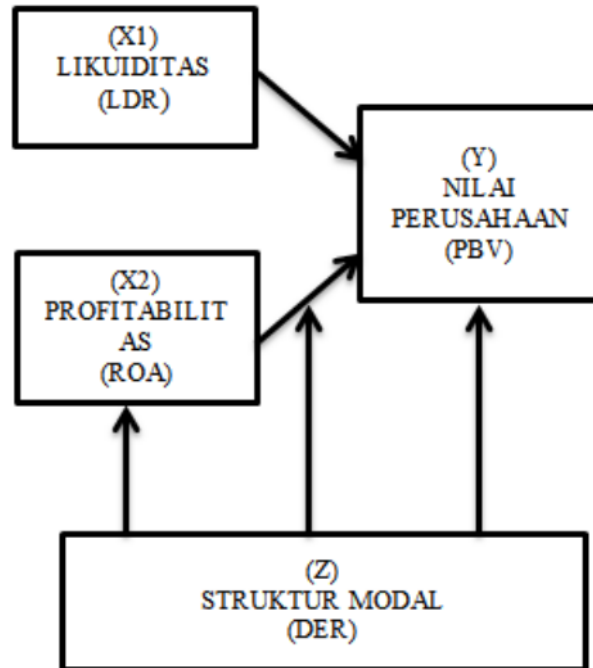 (X1)
LIKUIDITAS
(LDR)
(Y)
NILAI
PERUSAHAAN
(PBV)
(X2)
PROFITABILIT
AS
(ROA)
(Z)
STRUKTUR MODAL
(DER)